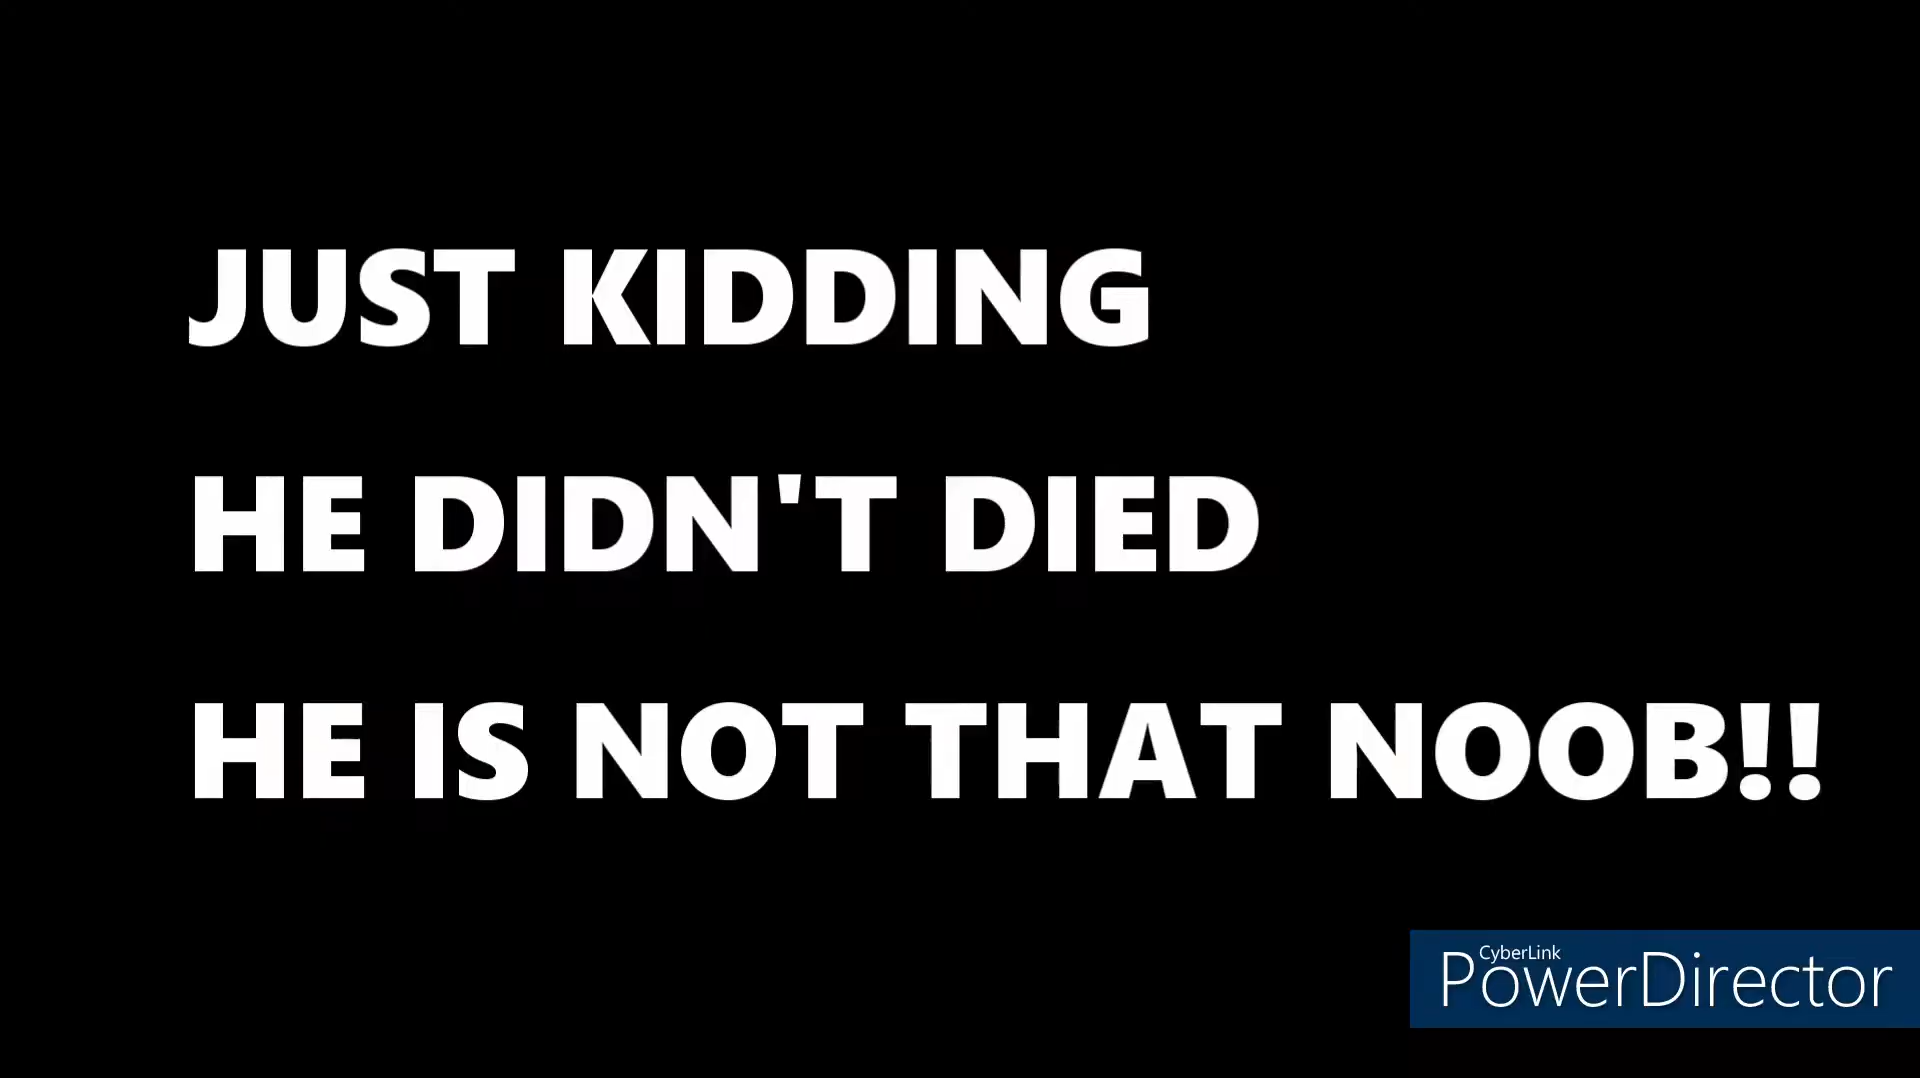 JUST KIDDING
HE DIDN'T DIED
HE IS NOT THAT NOOB!!
CyberLink
PowerDirector